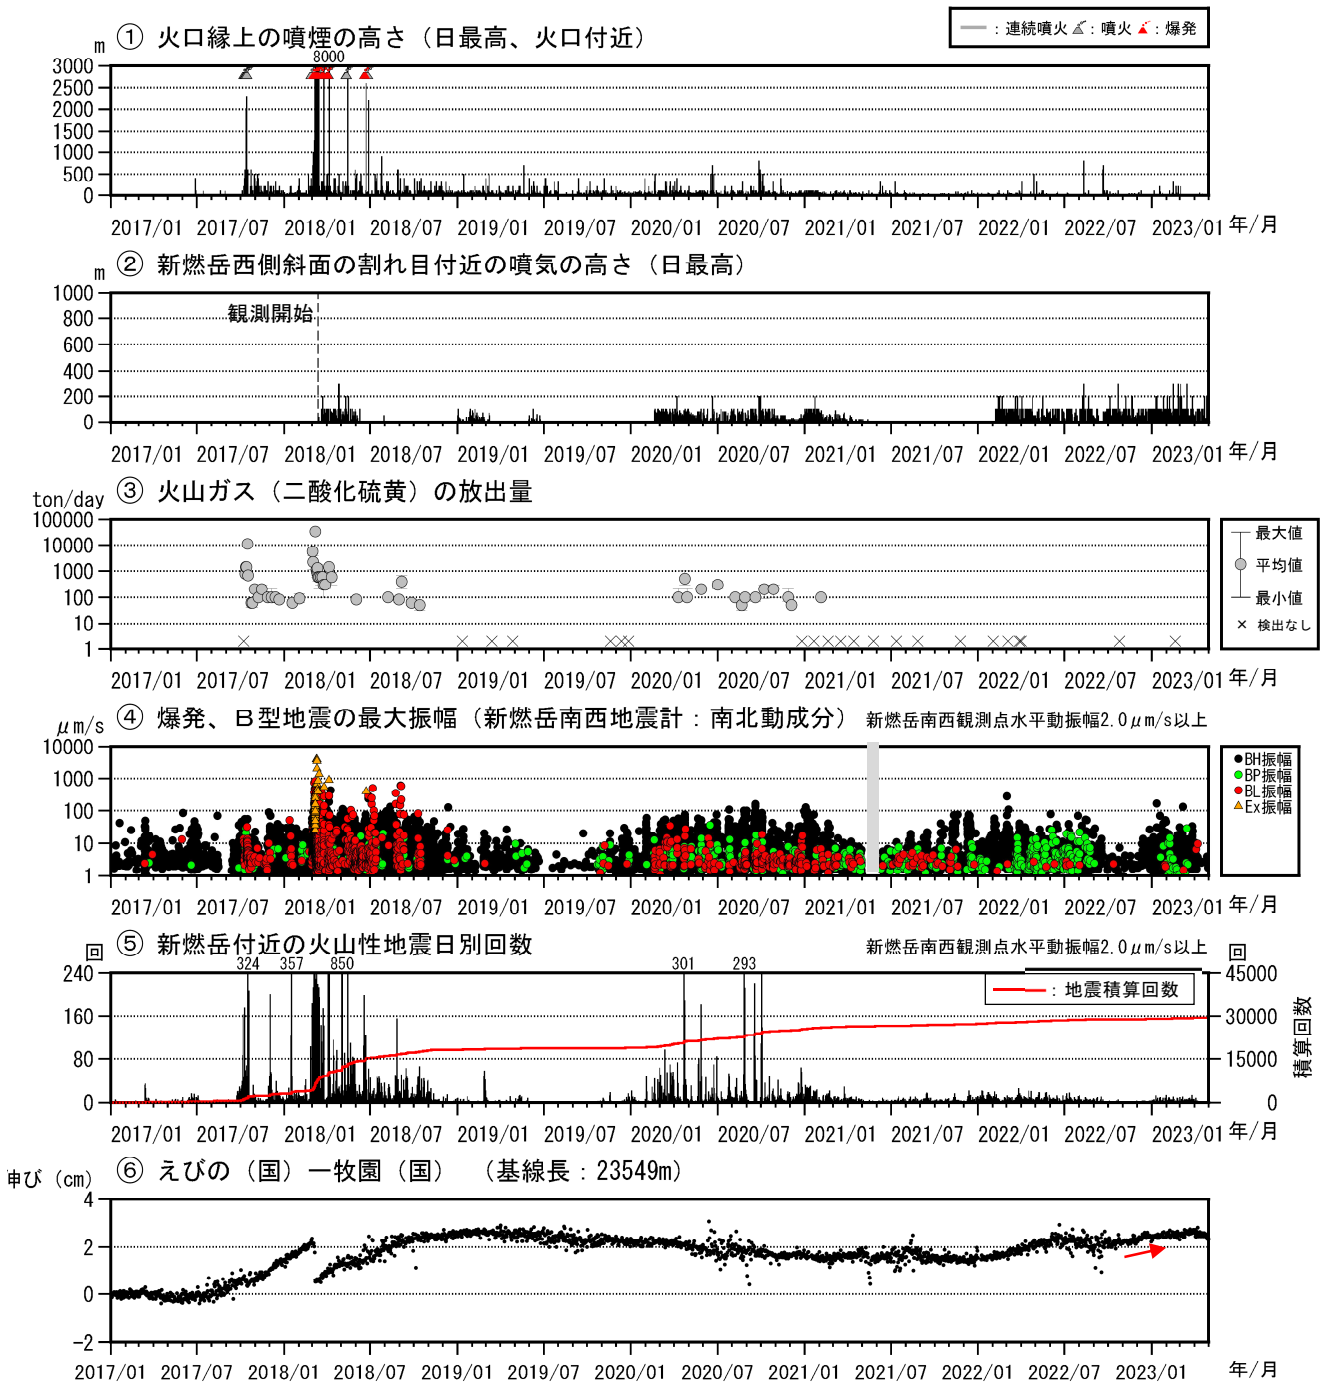 ① 火口縁上の噴煙の高さ（日最高、火口付近）
：連続噴火 ：噴火 ：爆発
m
8000
3000
2500
2000
1500
1000
500
0
2017/01 2017/07 2018/01 2018/07 2019/01 2019/07 2020/01 2020/07 2021/01 2021/07 2022/01 2022/07 2023/01 年/月
② 新燃岳西側斜面の割れ目付近の噴気の高さ（日最高）
m
観測開始
1000
800
600
400
200
0
2017/01 2017/07 2018/01 2018/07 2019/01 2019/07 2020/01 2020/07 2021/01 2021/07 2022/01 2022/07 2023/01 年/月
③ 火山ガス（二酸化硫黄）の放出量
ton/day
100000
10000
1000
100
10
1
最大値
平均値
最小値
× 検出なし
2017/01 2017/07 2018/01 2018/07 2019/01 2019/07 2020/01 2020/07 2021/01 2021/07 2022/01 2022/07 2023/01 年/月
④ 爆発、Ｂ型地震の最大振幅（新燃岳南西地震計：南北動成分） 新燃岳南西観測点水平動振幅2.0μm/s以上
μm/s
10000
1000
100
10
1
BH振幅
BP振幅
BL振幅
Ex振幅
2017/01 2017/07 2018/01 2018/07 2019/01 2019/07 2020/01 2020/07 2021/01 2021/07 2022/01 2022/07 2023/01 年/月
⑤ 新燃岳付近の火山性地震日別回数 新燃岳南西観測点水平動振幅2.0μm/s以上
回
回
324 357 850 301 293
240
160
80
0
：地震積算回数
45000
30000
15000
0
積算回数
2017/01 2017/07 2018/01 2018/07 2019/01 2019/07 2020/01 2020/07 2021/01 2021/07 2022/01 2022/07 2023/01 年/月
⑥ えびの（国）－牧園（国） （基線長：23549m）
伸び（cm）
4
2
0
-2
2017/01 2017/07 2018/01 2018/07 2019/01 2019/07 2020/01 2020/07 2021/01 2021/07 2022/01 2022/07 2023/01 年/月